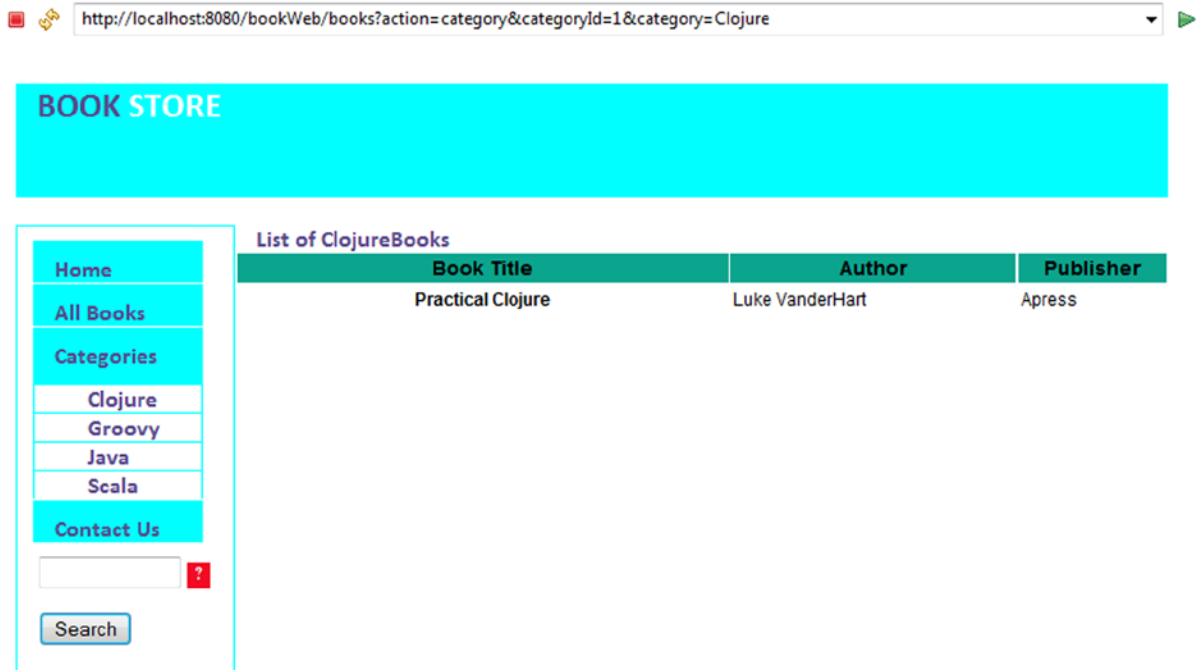 http://localhost:8080/bookWeb/books?action=category&categoryId=1&category=Clojure
BOOK STORE
Home
All Books
Categories
Clojure
Groovy
Java
Scala
Contact Us
?
Search
List of ClojureBooks
Book Title Author Publisher
Practical Clojure Luke VanderHart Apress